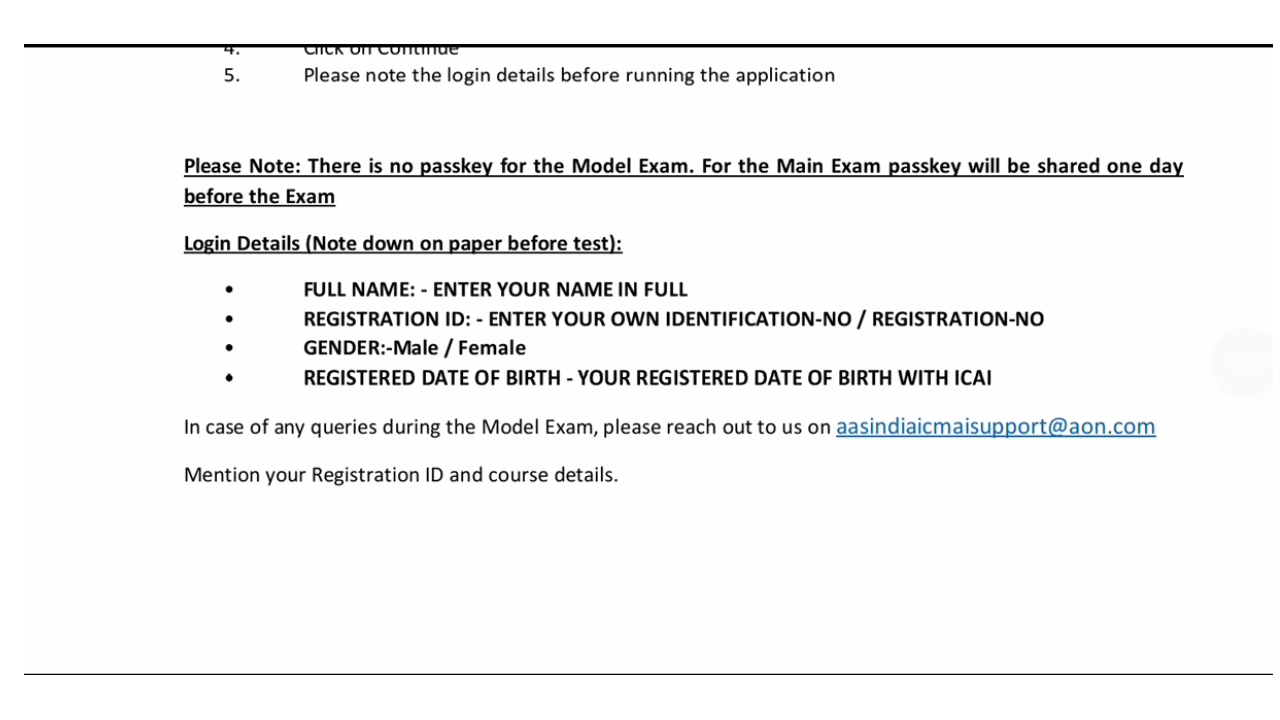 4. Click on Continue
5. Please note the login details before running the application
Please Note: There is no passkey for the Model Exam. For the Main Exam passkey will be shared one day
before the Exam
Login Details (Note down on paper before test):
• FULL NAME: - ENTER YOUR NAME IN FULL
• REGISTRATION ID: - ENTER YOUR OWN IDENTIFICATION-NO / REGISTRATION-NO
• GENDER:-Male / Female
• REGISTERED DATE OF BIRTH - YOUR REGISTERED DATE OF BIRTH WITH ICAI
In case of any queries during the Model Exam, please reach out to us on aasindiaicmaisupport@aon.com
Mention your Registration ID and course details.